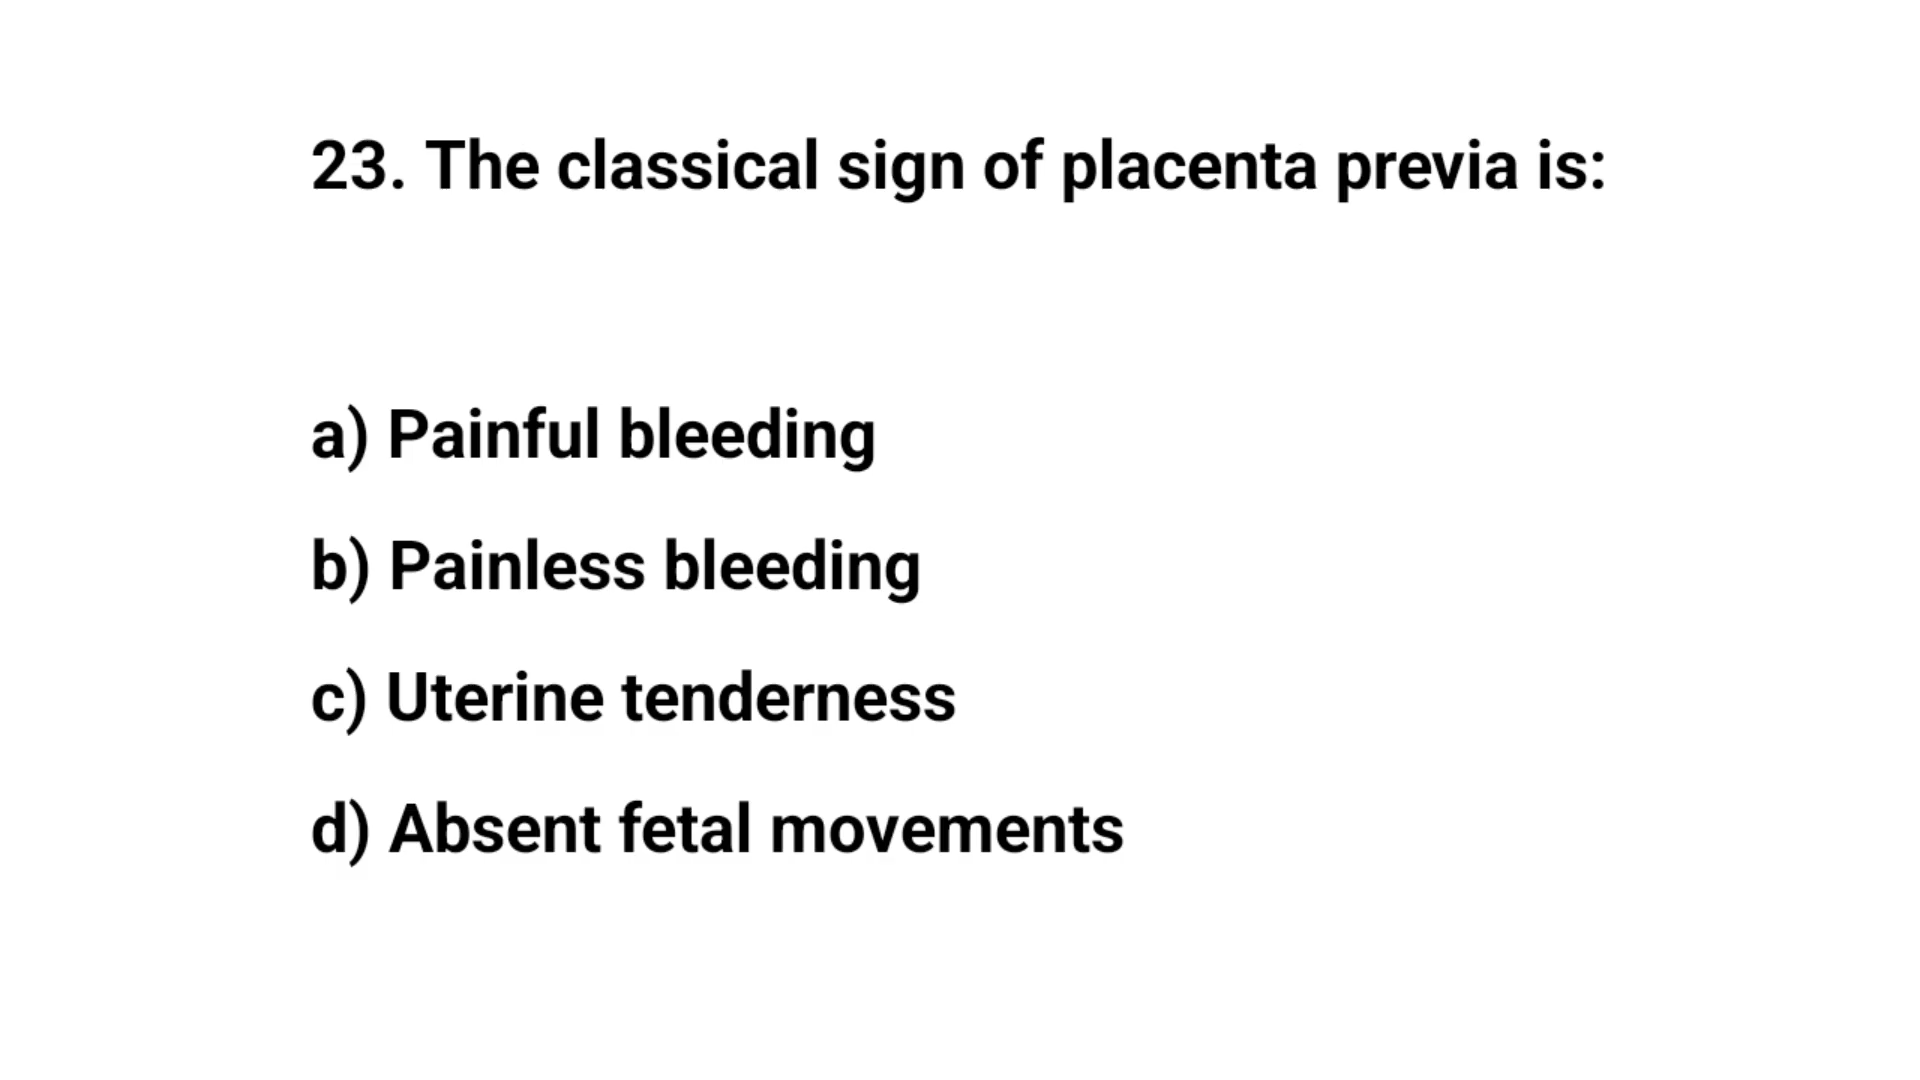 23. The classical sign of placenta previa is:
a) Painful bleeding
b) Painless bleeding
c) Uterine tenderness
d) Absent fetal movements